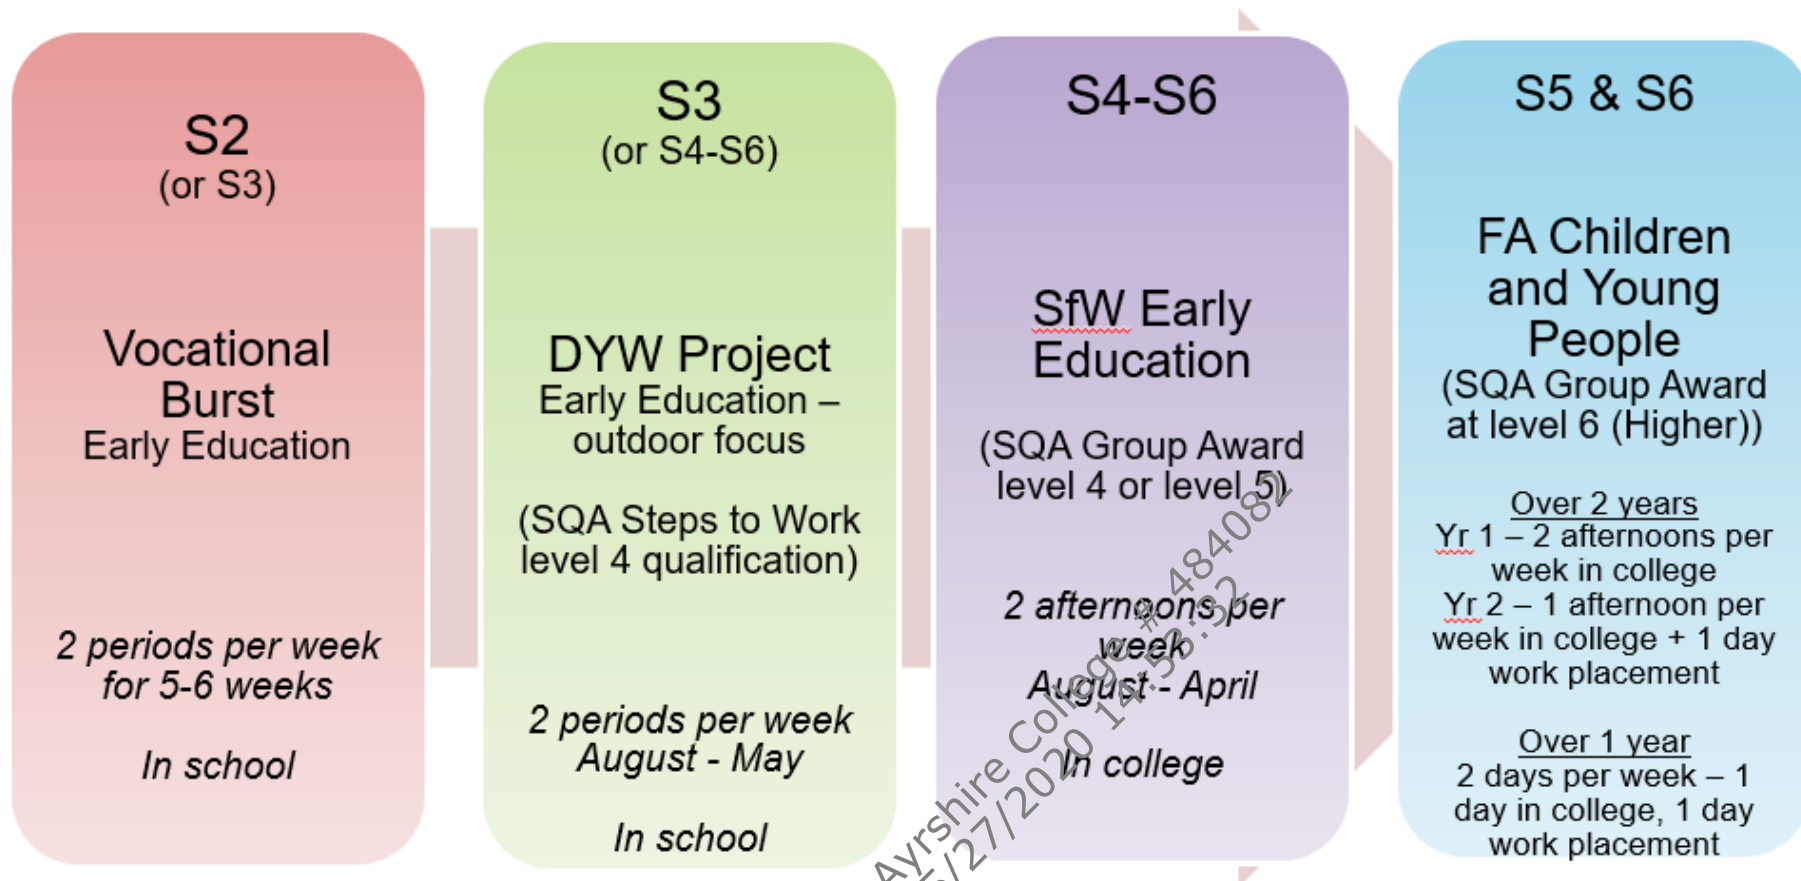 S2
(or S3)
Vocational
Burst
Early Education
2 periods per week
for 5-6 weeks
In school
S3
(or S4-S6)
DYW Project
Early Education –
outdoor focus
(SQA Steps to Work
level 4 qualification)
2 periods per week
August - May
In school
S4-S6
SfW Early
Education
(SQA Group Award
level 4 or level 5)
2 afternoons per
week
August - April
In college
S5 & S6
FA Children
and Young
People
(SQA Group Award
at level 6 (Higher))
Over 2 years
Yr 1 – 2 afternoons per
week in college
Yr 2 – 1 afternoon per
week in college + 1 day
work placement
Over 1 year
2 days per week – 1
day in college, 1 day
work placement
Ayrshire College # 484082
/27/2020 14:53:32